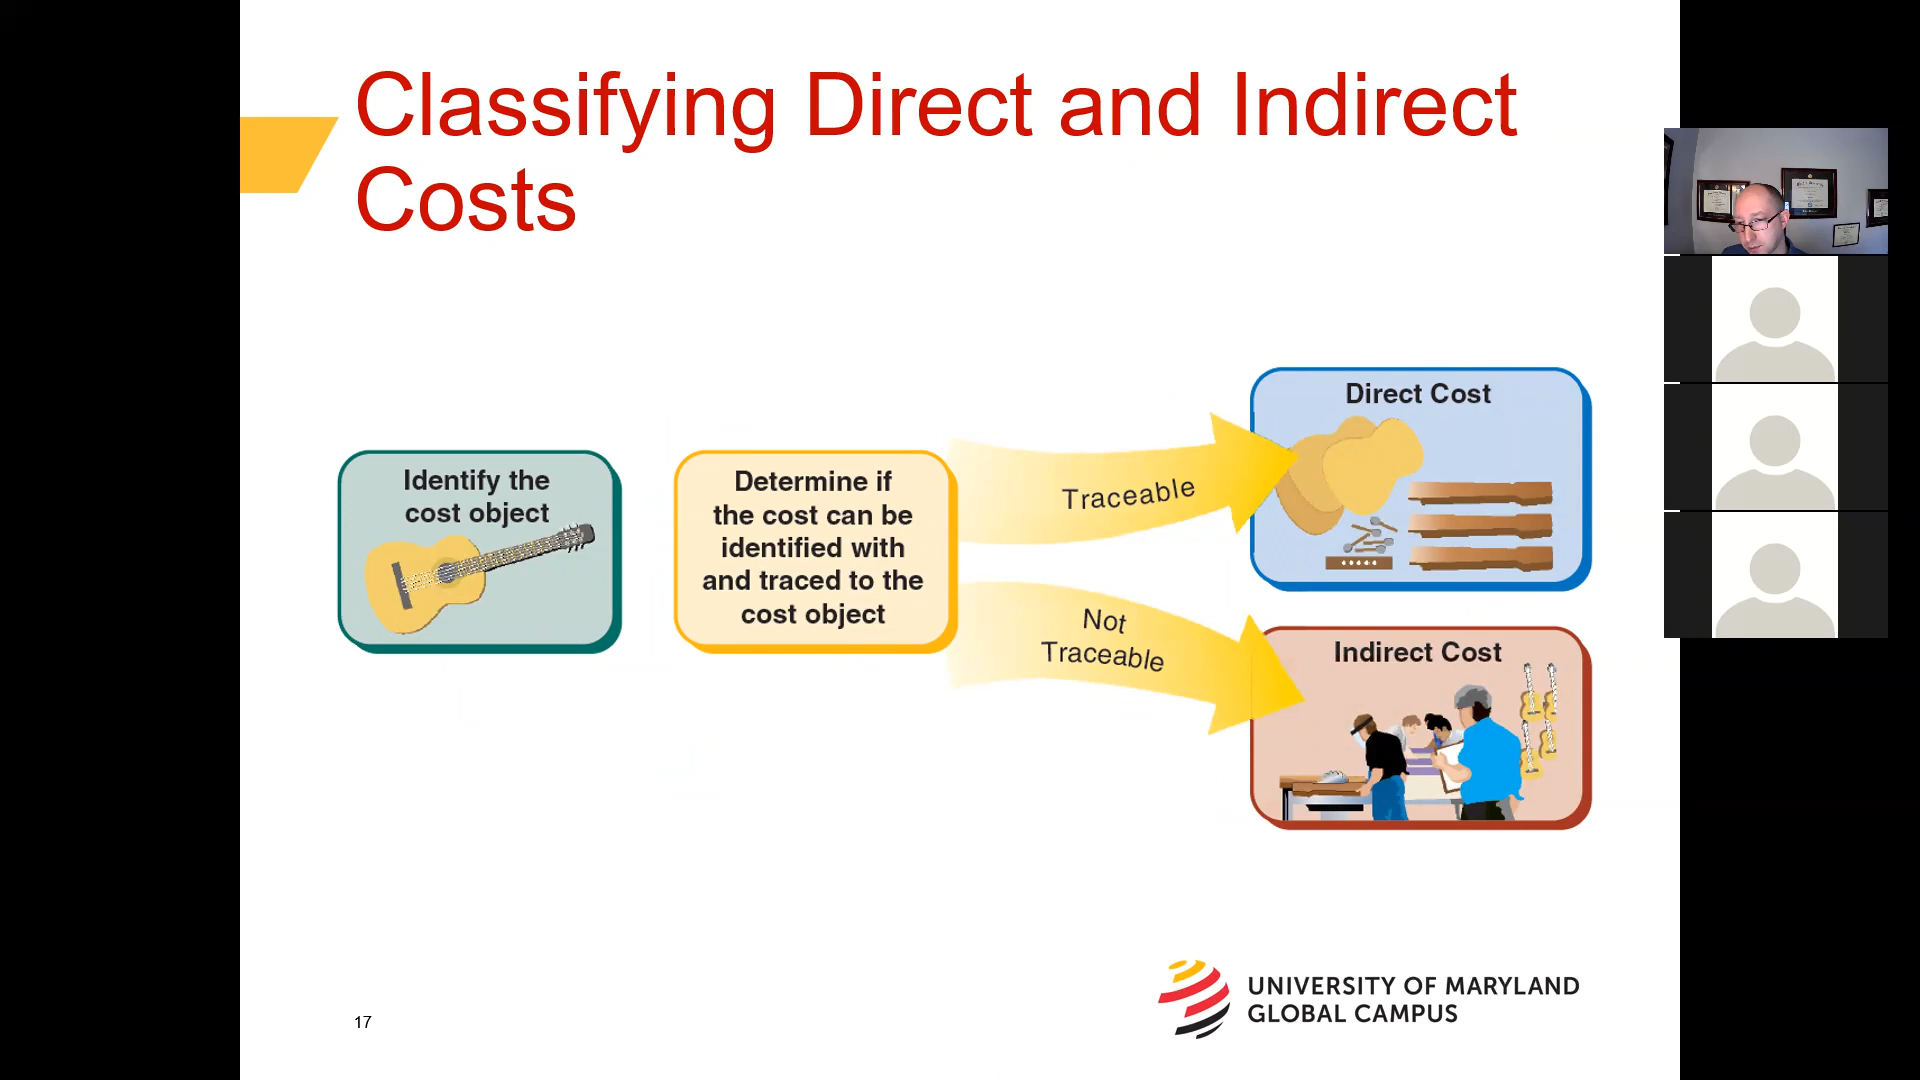 Classifying Direct and Indirect
Costs
Identify the
cost object
Determine if
the cost can be
identified with
and traced to the
cost object
Traceable
Not
Traceable
Direct Cost
Indirect Cost
17
UNIVERSITY OF MARYLAND
GLOBAL CAMPUS